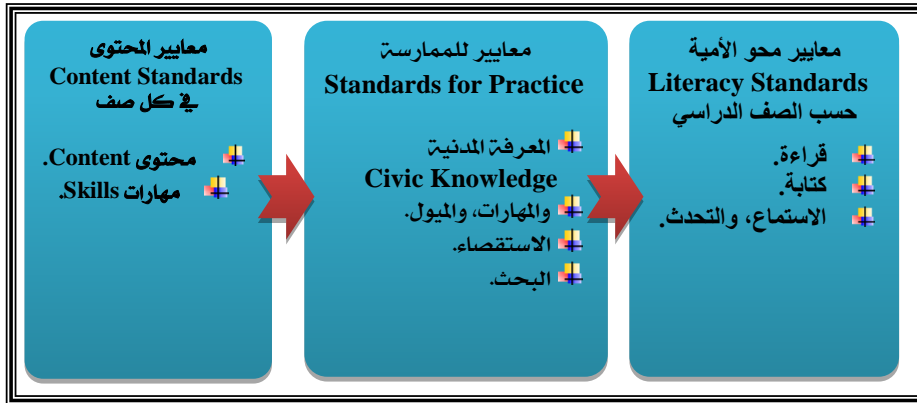 معايير المحتوى
Content Standards
في كل صف
محتوى Content.
مهارات Skills.
معايير للممارسة
Standards for Practice
المعرفة المدنية
Civic Knowledge
والمهارات، والميول.
الاستقصاء.
البحث.
معايير محو الأمية
Literacy Standards
حسب الصف الدراسي
قراءة.
كتابة.
الاستماع، والتحدث.